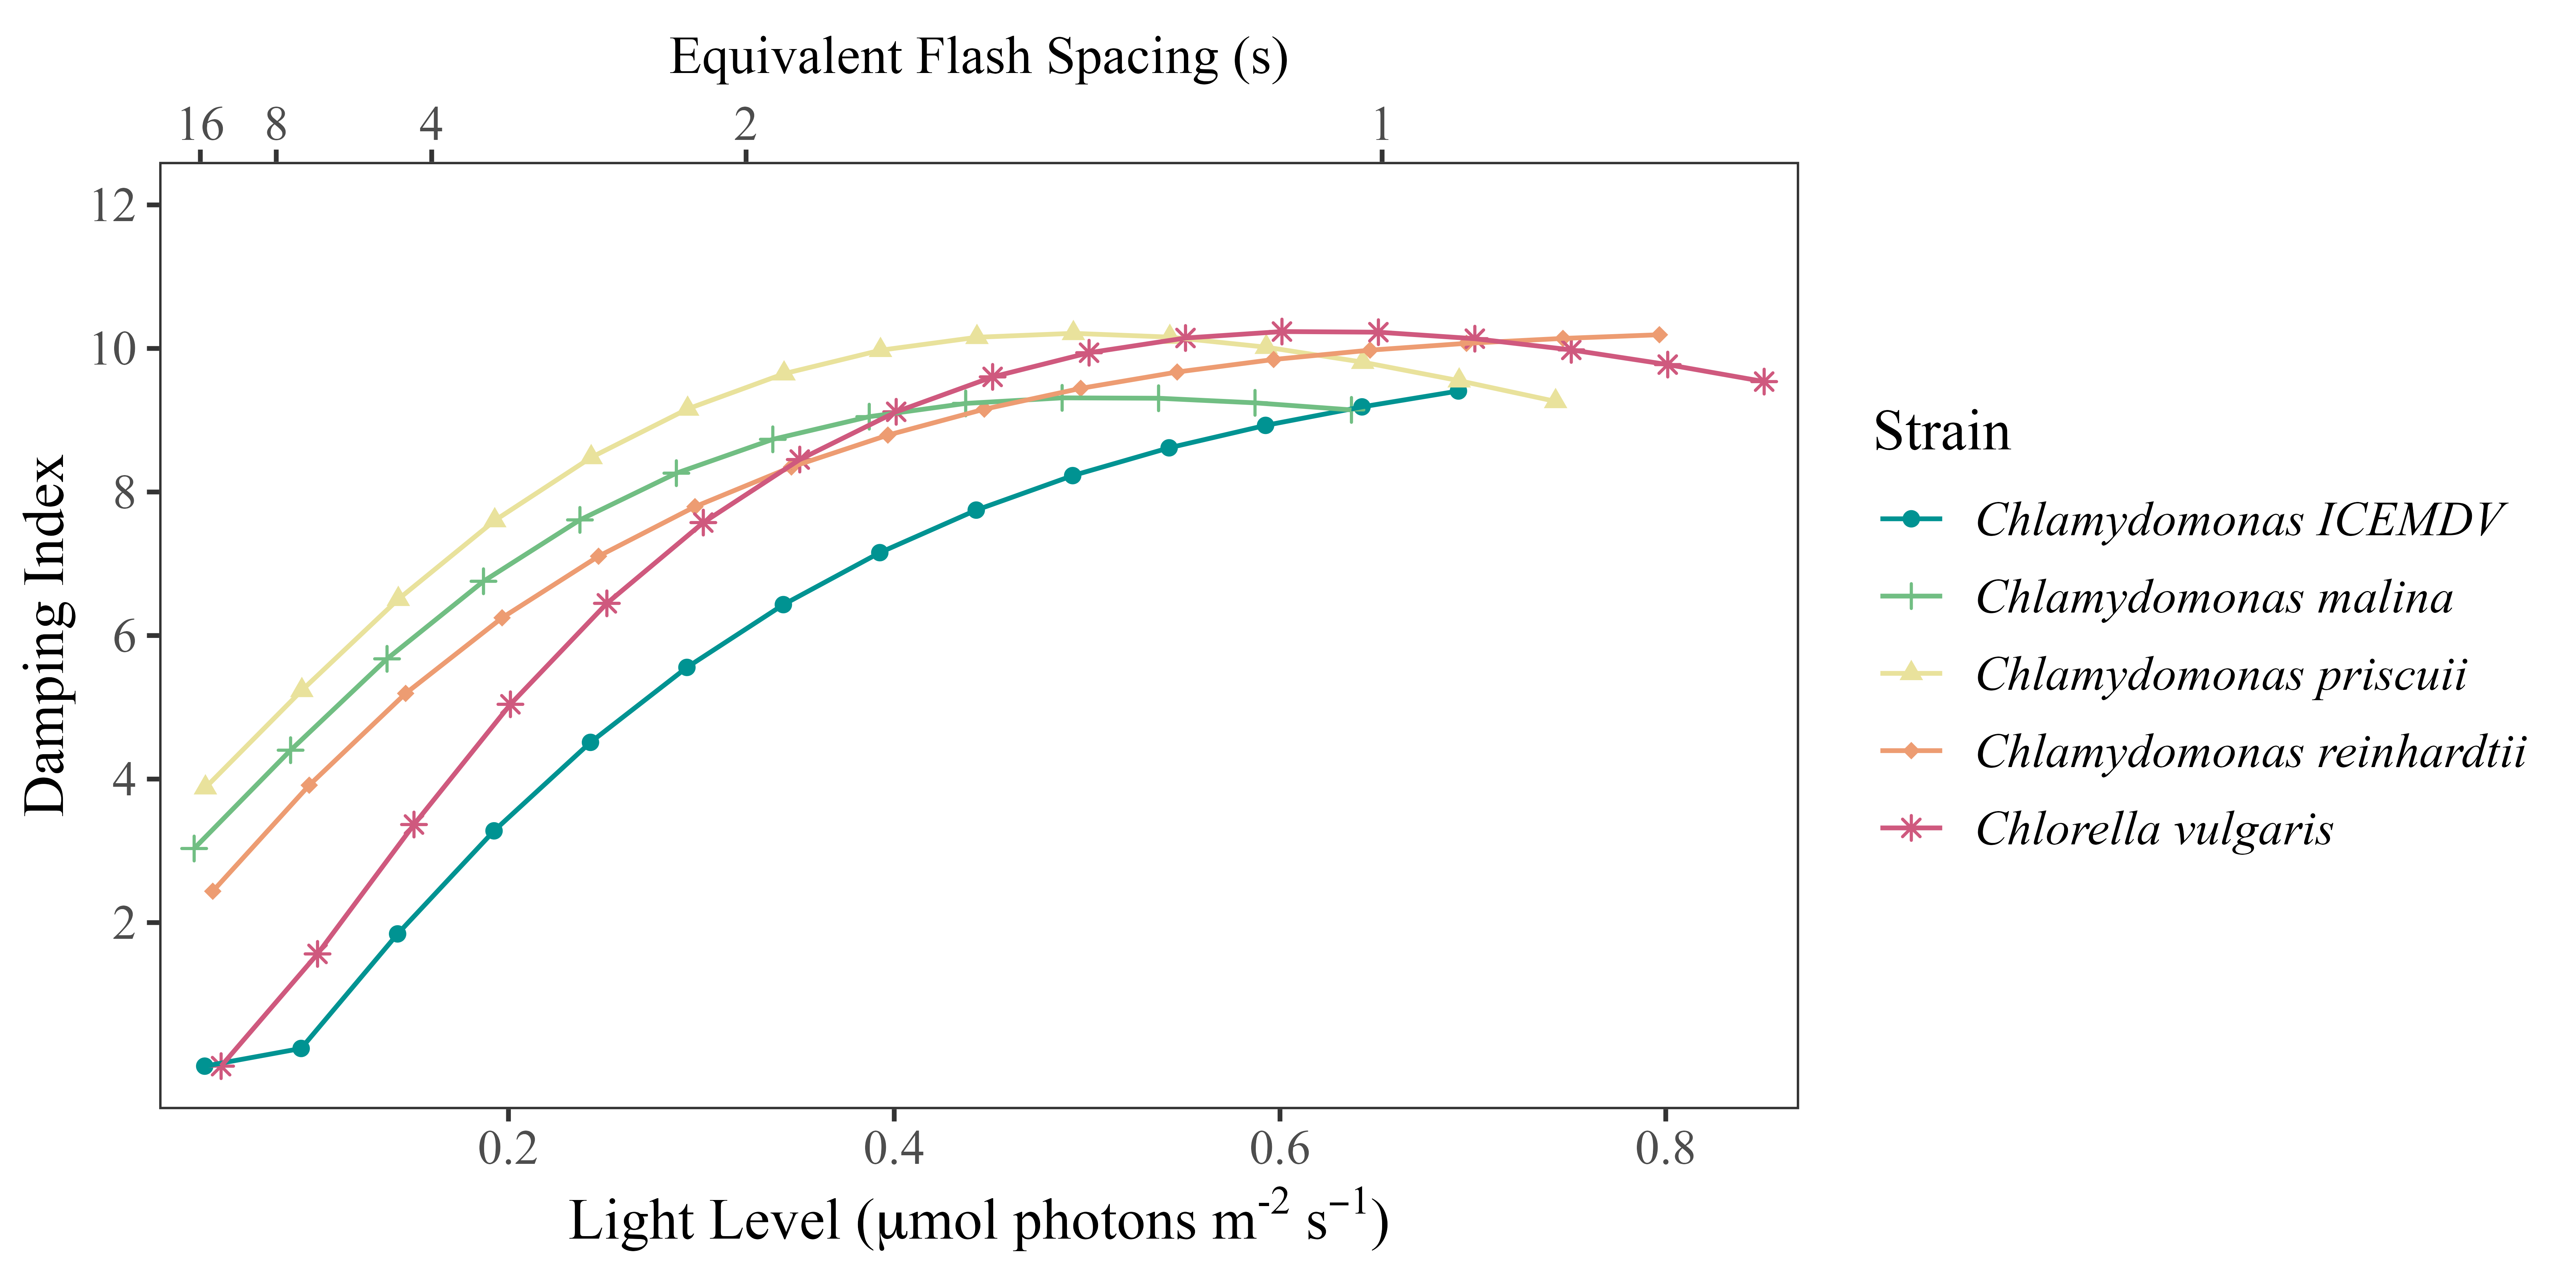 Equivalent Flash Spacing (s)
16 8 4 2 1
12
10
8
6
4
2
Damping Index
0.2 0.4 0.6 0.8
Light Level (μmol photons m⁻² s⁻¹)
Strain
Chlamydomonas ICEMDV
Chlamydomonas malina
Chlamydomonas priscuii
Chlamydomonas reinhardtii
Chlorella vulgaris